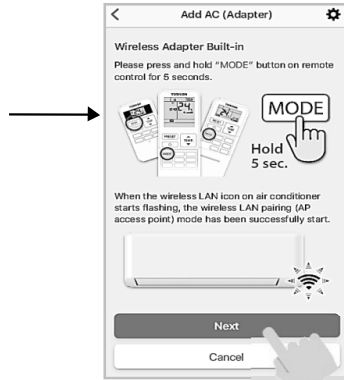 Add AC (Adapter)
Wireless Adapter Built-in
Please press and hold "MODE" button on remote
control for 5 seconds.
MODE
Hold
5 sec.
When the wireless LAN icon on air conditioner
starts flashing, the wireless LAN pairing (AP
access point) mode has been successfully start.
Next
Cancel